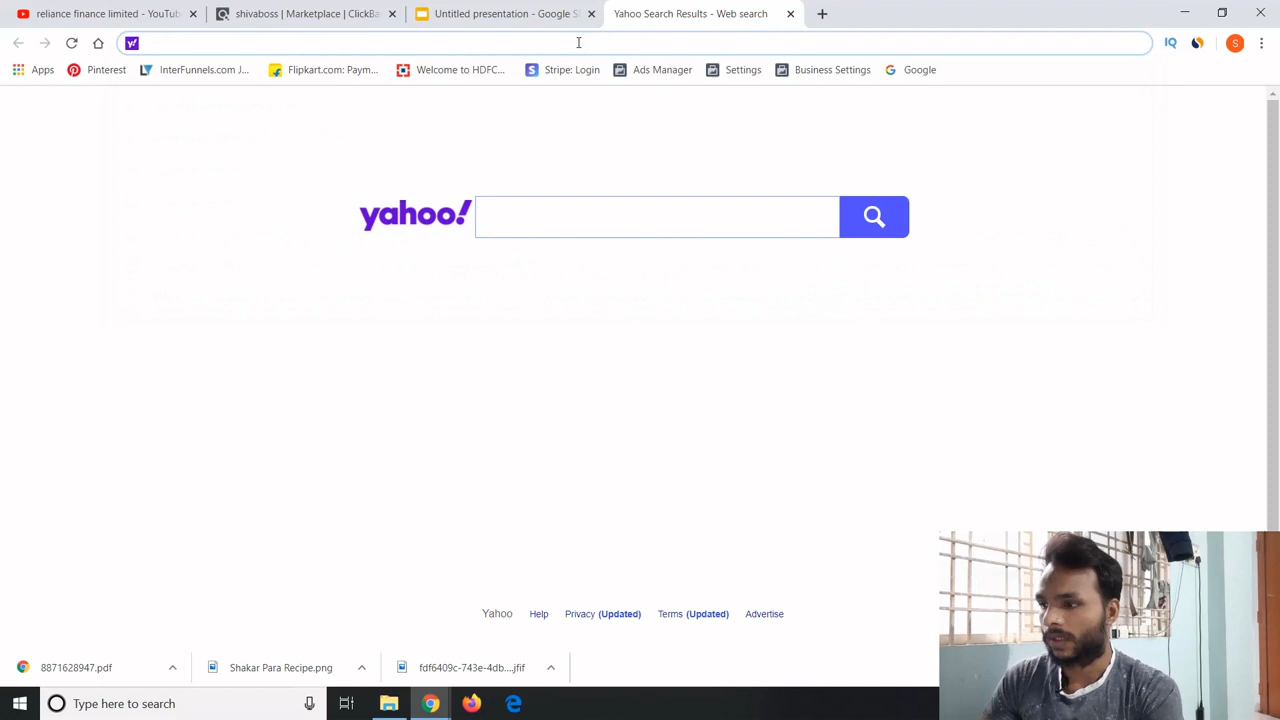 reliance finance limited - YouTub
shivaboss | Marketplace | ClickBa
Untitled presentation - Google S
Yahoo Search Results - Web search
y!
IQ
S
Apps
Pinterest
InterFunnels.com J...
Flipkart.com: Paym...
Welcome to HDFC...
Stripe: Login
Ads Manager
Settings
Business Settings
Google
yahoo!
Yahoo Help Privacy (Updated) Terms (Updated) Advertise
8871628947.pdf
Shakar Para Recipe.png
fdf6409c-743e-4db....jfif
Type here to search